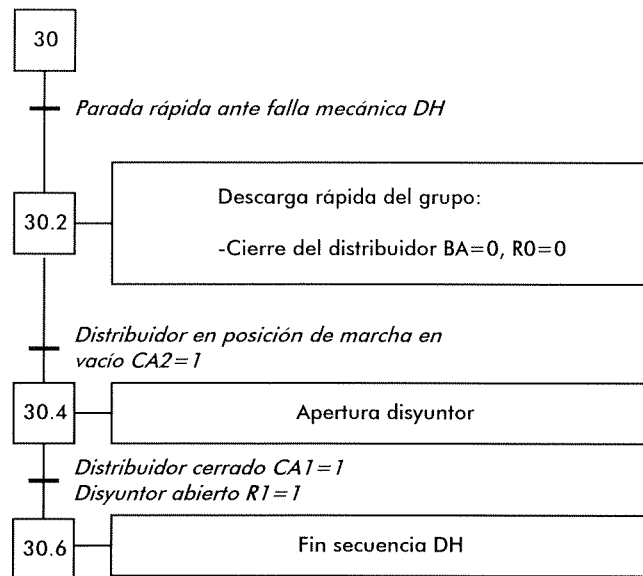 30
Parada rápida ante falla mecánica DH
Descarga rápida del grupo:
30.2
-Cierre del distribuidor BA=0, R0=0
Distribuidor en posición de marcha en
vacío CA2=1
30.4
Apertura disyuntor
Distribuidor cerrado CA1=1
Disyuntor abierto R1=1
30.6
Fin secuencia DH